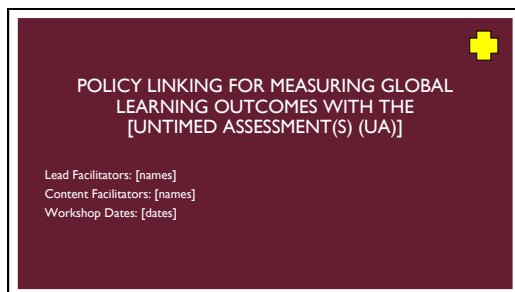 POLICY LINKING FOR MEASURING GLOBAL
LEARNING OUTCOMES WITH THE
[UNTIMED ASSESSMENT(S) (UA)]
Lead Facilitators: [names]
Content Facilitators: [names]
Workshop Dates: [dates]